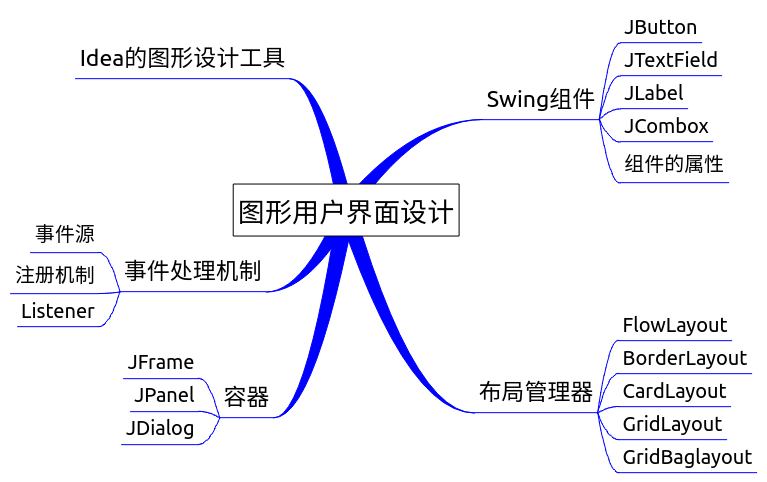 图形用户界面设计
Idea的图形设计工具
Swing组件
JButton
JTextField
JLabel
JCombox
组件的属性
事件处理机制
事件源
注册机制
Listener
容器
JFrame
JPanel
JDialog
布局管理器
FlowLayout
BorderLayout
CardLayout
GridLayout
GridBaglayout